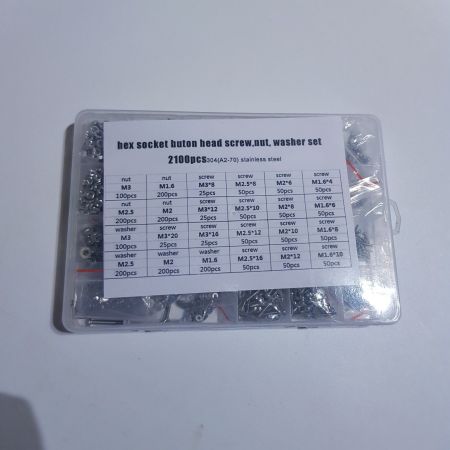 hex socket buton head screw,nut, washer set
2100pcs304(A2-70) stainless steel
nut nut screw screw screw screw
M3 M1.6 M3*8 M2.5*8 M2*6 M1.6*4
100pcs 200pcs 25pcs 50pcs 50pcs 50pcs
nut nut screw screw screw screw
M2.5 M2 M3*12 M2.5*10 M2*8 M1.6*6
200pcs 200pcs 25pcs 50pcs 50pcs 50pcs
washer screw screw screw screw screw
M3 M3*20 M3*16 M2.5*12 M2*10 M1.6*8
100pcs 25pcs 25pcs 50pcs 50pcs 50pcs
washer washer washer screw screw screw
M2.5 M2 M1.6 M2.5*16 M2*12 M1.6*10
200pcs 200pcs 200pcs 50pcs 50pcs 50pcs